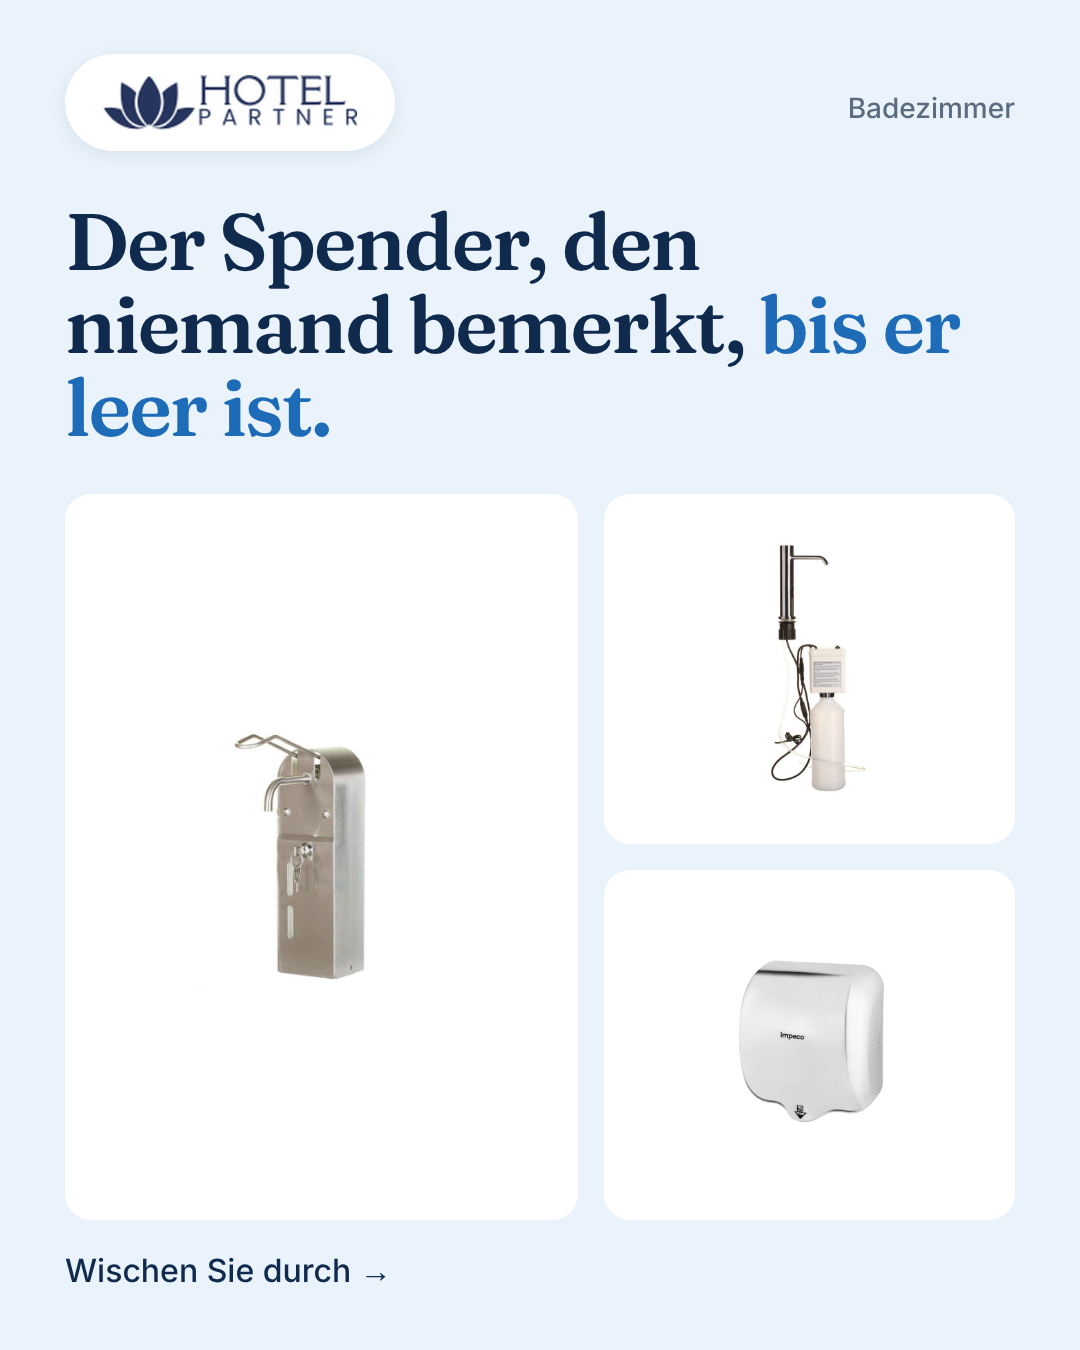 HOTEL
PARTNER
Badezimmer
Der Spender, den
niemand bemerkt, bis er
leer ist.
impeco
Wischen Sie durch →